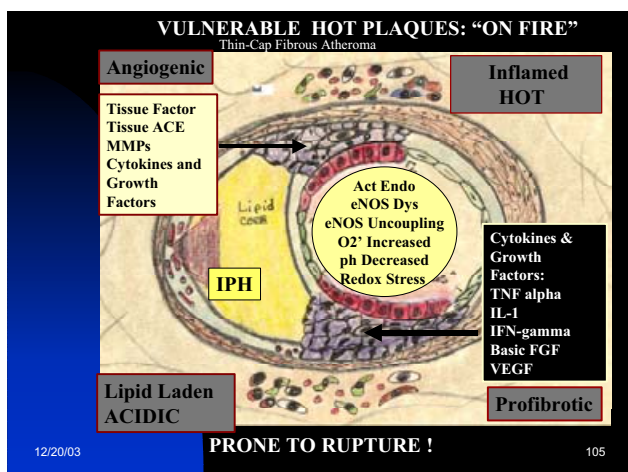 VULNERABLE HOT PLAQUES: “ON FIRE”
Thin-Cap Fibrous Atheroma
Angiogenic
Inflamed
HOT
Tissue Factor
Tissue ACE
MMPs
Cytokines and
Growth
Factors
Lipid
core
Act Endo
eNOS Dys
eNOS Uncoupling
O2’ Increased
ph Decreased
Redox Stress
IPH
Cytokines &
Growth
Factors:
TNF alpha
IL-1
IFN-gamma
Basic FGF
VEGF
Lipid Laden
ACIDIC
Profibrotic
12/20/03
PRONE TO RUPTURE !
105